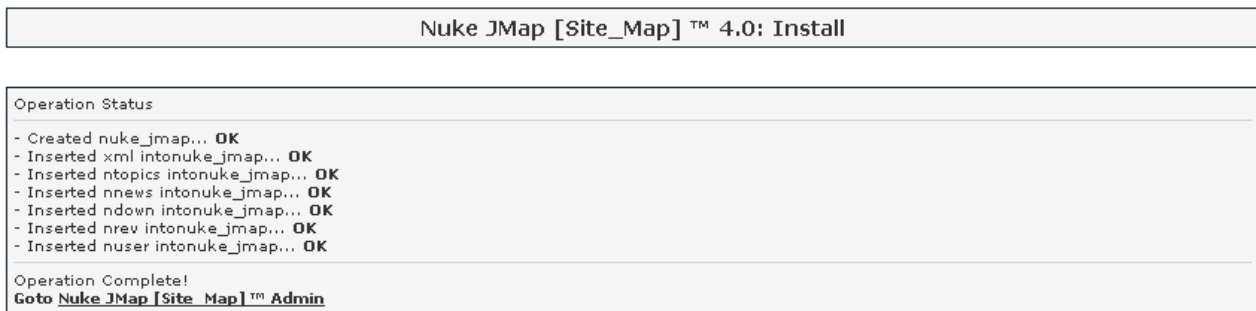 Nuke JMap [Site_Map] ™ 4.0: Install
Operation Status
- Created nuke_jmap... OK
- Inserted xml intonuke_jmap... OK
- Inserted ntopics intonuke_jmap... OK
- Inserted nnews intonuke_jmap... OK
- Inserted ndown intonuke_jmap... OK
- Inserted nrev intonuke_jmap... OK
- Inserted nuser intonuke_jmap... OK
Operation Complete!
Goto Nuke JMap [Site_Map] ™ Admin